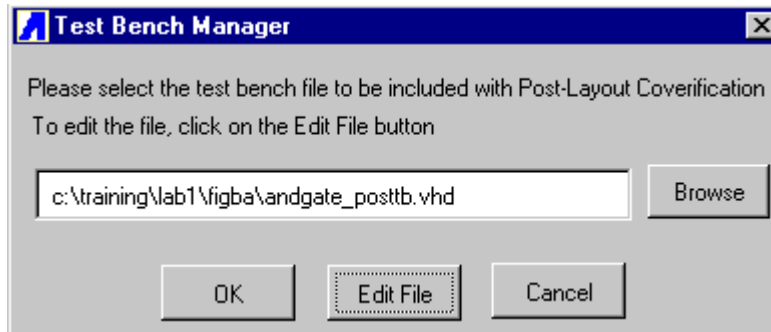 Test Bench Manager
Please select the test bench file to be included with Post-Layout Coverification
To edit the file, click on the Edit File button
c:\training\lab1\figba\andgate_posttb.vhd
Browse
OK
Edit File
Cancel